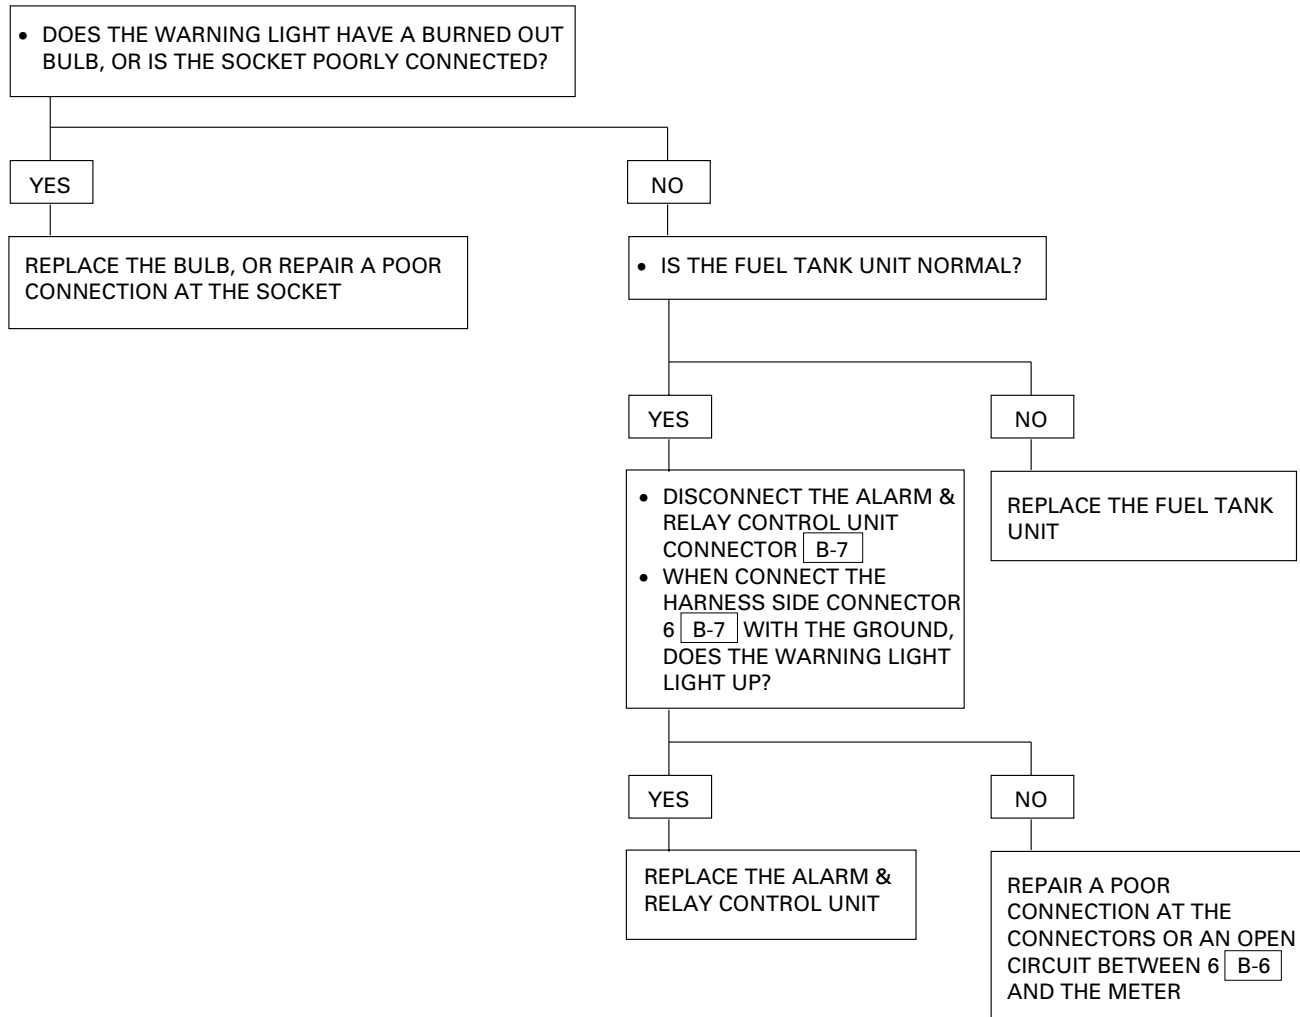 • DOES THE WARNING LIGHT HAVE A BURNED OUT
BULB, OR IS THE SOCKET POORLY CONNECTED?
YES
NO
REPLACE THE BULB, OR REPAIR A POOR
CONNECTION AT THE SOCKET
• IS THE FUEL TANK UNIT NORMAL?
YES
NO
• DISCONNECT THE ALARM &
RELAY CONTROL UNIT
CONNECTOR B-7
• WHEN CONNECT THE
HARNESS SIDE CONNECTOR
6 B-7 WITH THE GROUND,
DOES THE WARNING LIGHT
LIGHT UP?
REPLACE THE FUEL TANK
UNIT
YES
NO
REPLACE THE ALARM &
RELAY CONTROL UNIT
REPAIR A POOR
CONNECTION AT THE
CONNECTORS OR AN OPEN
CIRCUIT BETWEEN 6 B-6
AND THE METER